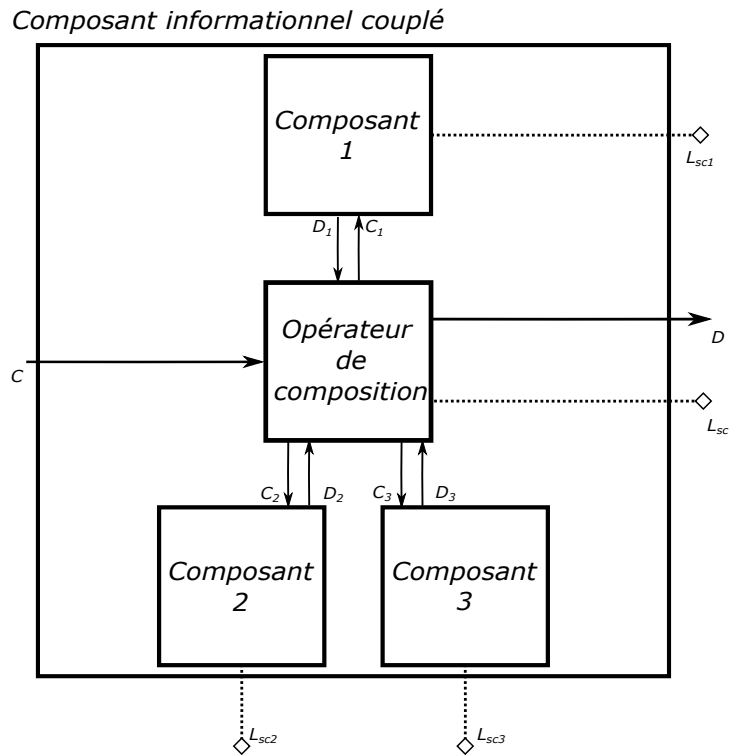 Composant informationnel couplé
Composant
1
L_sc1
D_1 C_1
Opérateur
de
composition
D
C
L_sc
C_2 D_2 C_3 D_3
Composant
2
Composant
3
L_sc2
L_sc3